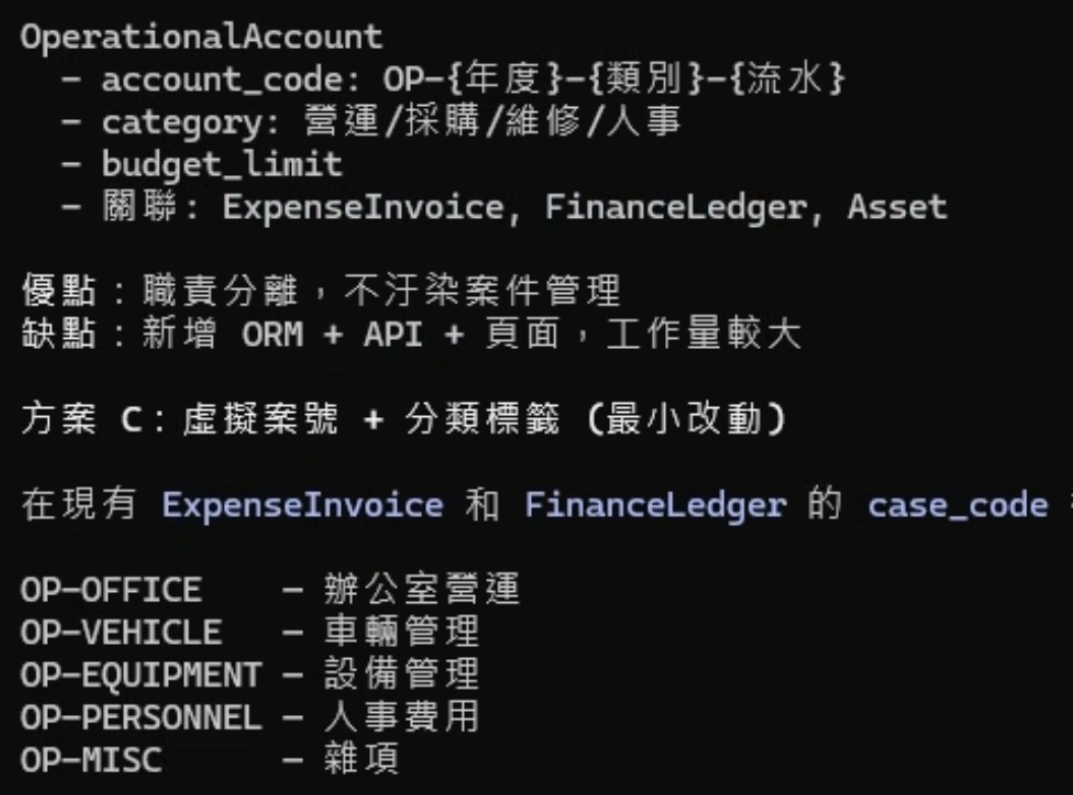 OperationalAccount
  - account_code: OP-{年度}-{類別}-{流水}
  - category: 營運/採購/維修/人事
  - budget_limit
  - 關聯: ExpenseInvoice, FinanceLedger, Asset
優點：職責分離，不汙染案件管理
缺點：新增 ORM + API + 頁面，工作量較大
方案 C: 虛擬案號 + 分類標籤 (最小改動)
在現有 ExpenseInvoice 和 FinanceLedger 的 case_code
OP-OFFICE    - 辦公室營運
OP-VEHICLE   - 車輛管理
OP-EQUIPMENT - 設備管理
OP-PERSONNEL - 人事費用
OP-MISC      - 雜項